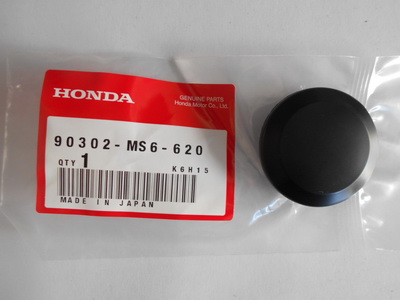 HONDA
GENUINE PARTS
Honda Motor Co., Ltd.
90302-MS6-620
QTY 1
K6H15
MADE IN JAPAN